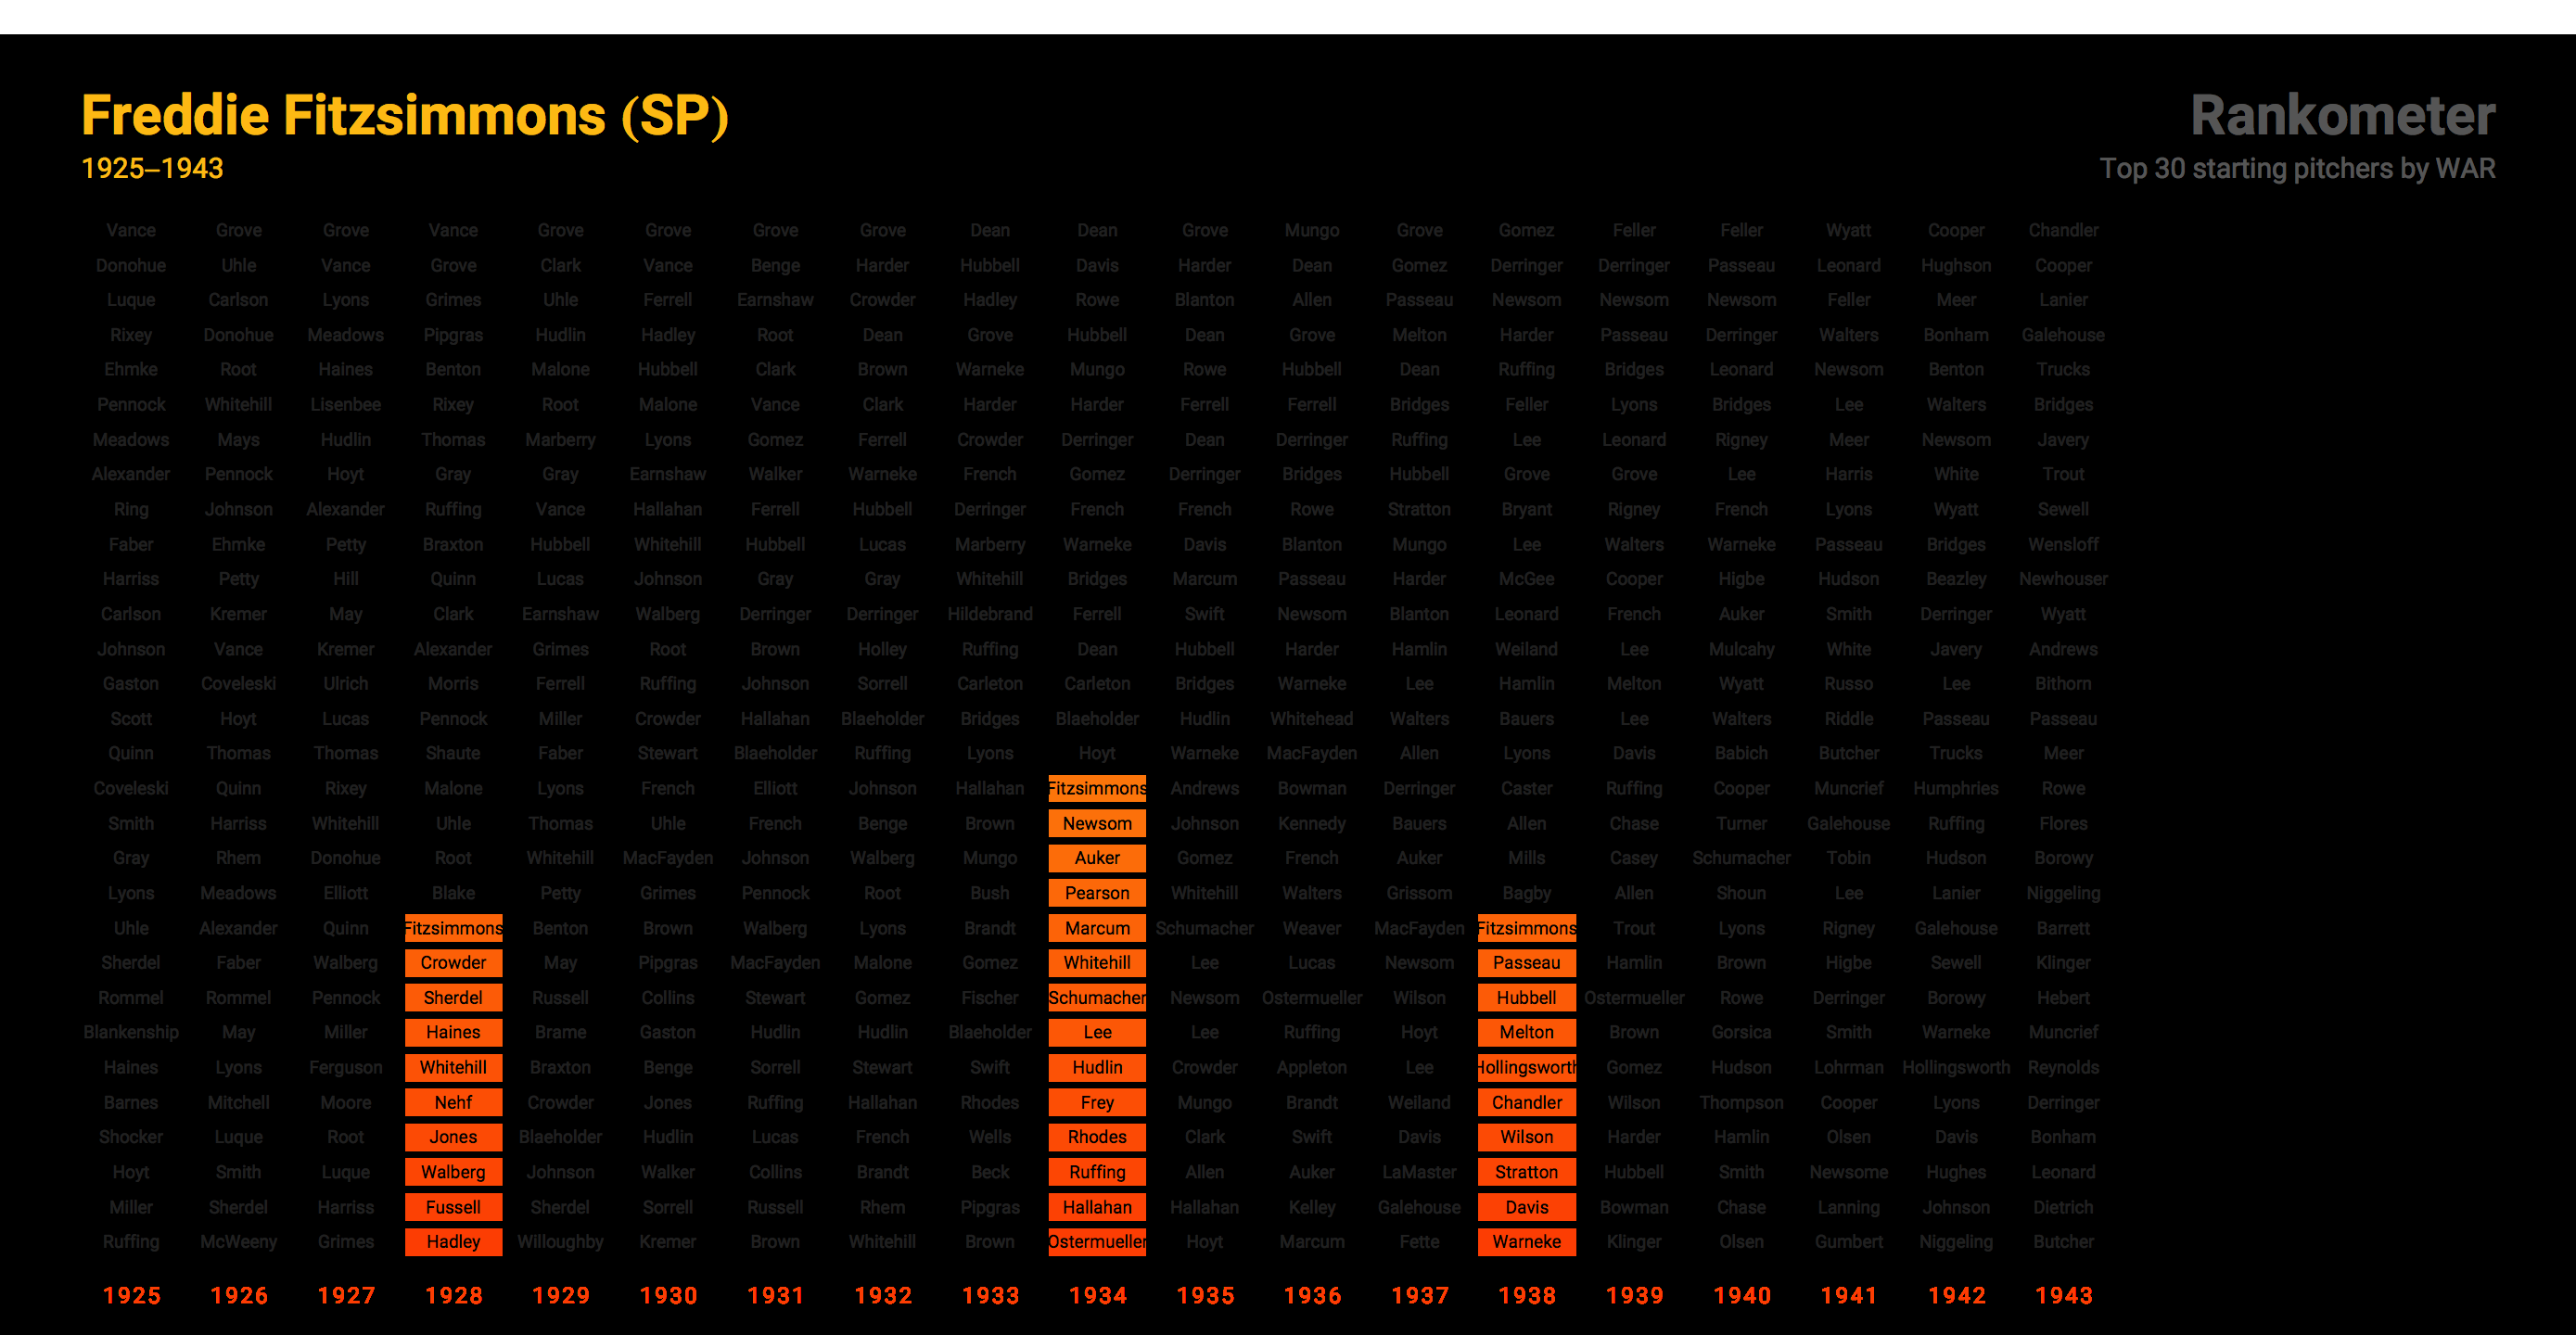 Freddie Fitzsimmons (SP) Rankometer
1925–1943 Top 30 starting pitchers by WAR
Vance Grove Grove Vance Grove Grove Grove Grove Dean Dean Grove Mungo Grove Gomez Feller Feller Wyatt Cooper Chandler
Donohue Uhle Vance Grove Clark Vance Benge Harder Hubbell Davis Harder Dean Gomez Derringer Derringer Passeau Leonard Hughson Cooper
Luque Carlson Lyons Grimes Uhle Ferrell Earnshaw Crowder Hadley Rowe Blanton Allen Passeau Newsom Newsom Newsom Feller Meer Lanier
Rixey Donohue Meadows Pipgras Hudlin Hadley Root Dean Grove Hubbell Dean Grove Melton Harder Passeau Derringer Walters Bonham Galehouse
Ehmke Root Haines Benton Malone Hubbell Clark Brown Warneke Mungo Rowe Hubbell Dean Ruffing Bridges Leonard Newsom Benton Trucks
Pennock Whitehill Lisenbee Rixey Root Malone Vance Clark Harder Harder Ferrell Ferrell Bridges Feller Lyons Bridges Lee Walters Bridges
Meadows Mays Hudlin Thomas Marberry Lyons Gomez Ferrell Crowder Derringer Dean Derringer Ruffing Lee Leonard Rigney Meer Newsom Javery
Alexander Pennock Hoyt Gray Gray Earnshaw Walker Warneke French Gomez Derringer Bridges Hubbell Grove Grove Lee Harris White Trout
Ring Johnson Alexander Ruffing Vance Hallahan Ferrell Hubbell Derringer French French Rowe Stratton Bryant Rigney French Lyons Wyatt Sewell
Faber Ehmke Petty Braxton Hubbell Whitehill Hubbell Lucas Marberry Warneke Davis Blanton Mungo Lee Walters Warneke Passeau Bridges Wensloff
Harriss Petty Hill Quinn Lucas Johnson Gray Gray Whitehill Bridges Marcum Passeau Harder McGee Cooper Higbe Hudson Beazley Newhouser
Carlson Kremer May Clark Earnshaw Walberg Derringer Derringer Hildebrand Ferrell Swift Newsom Blanton Leonard French Auker Smith Derringer Wyatt
Johnson Vance Kremer Alexander Grimes Root Brown Holley Ruffing Dean Hubbell Harder Hamlin Weiland Lee Mulcahy White Javery Andrews
Gaston Coveleski Ulrich Morris Ferrell Ruffing Johnson Sorrell Carleton Carleton Bridges Warneke Lee Hamlin Melton Wyatt Russo Lee Bithorn
Scott Hoyt Lucas Pennock Miller Crowder Hallahan Blaeholder Bridges Blaeholder Hudlin Whitehead Walters Bauers Lee Walters Riddle Passeau Passeau
Quinn Thomas Thomas Shaute Faber Stewart Blaeholder Ruffing Lyons Hoyt Warneke MacFayden Allen Lyons Davis Babich Butcher Trucks Meer
Coveleski Quinn Rixey Malone Lyons French Elliott Johnson Hallahan Fitzsimmons Andrews Bowman Derringer Caster Ruffing Cooper Muncrief Humphries Rowe
Smith Harriss Whitehill Uhle Thomas Uhle French Benge Brown Newsom Johnson Kennedy Bauers Allen Chase Turner Galehouse Ruffing Flores
Gray Rhem Donohue Root Whitehill MacFayden Johnson Walberg Mungo Auker Gomez French Auker Mills Casey Schumacher Tobin Hudson Borowy
Lyons Meadows Elliott Blake Petty Grimes Pennock Root Bush Pearson Whitehill Walters Grissom Bagby Allen Shoun Lee Lanier Niggeling
Uhle Alexander Quinn Fitzsimmons Benton Brown Walberg Lyons Brandt Marcum Schumacher Weaver MacFayden Fitzsimmons Trout Lyons Rigney Galehouse Barrett
Sherdel Faber Walberg Crowder May Pipgras MacFayden Malone Gomez Whitehill Lee Lucas Newsom Passeau Hamlin Brown Higbe Sewell Klinger
Rommel Rommel Pennock Sherdel Russell Collins Stewart Gomez Fischer Schumacher Newsom Ostermueller Wilson Hubbell Ostermueller Rowe Derringer Borowy Hebert
Blankenship May Miller Haines Brame Gaston Hudlin Hudlin Blaeholder Lee Lee Ruffing Hoyt Melton Brown Gorsica Smith Warneke Muncrief
Haines Lyons Ferguson Whitehill Braxton Benge Sorrell Stewart Swift Hudlin Crowder Appleton Lee Hollingsworth Gomez Hudson Lohrman Hollingsworth Reynolds
Barnes Mitchell Moore Nehf Crowder Jones Ruffing Hallahan Rhodes Frey Mungo Brandt Weiland Chandler Wilson Thompson Cooper Lyons Derringer
Shocker Luque Root Jones Blaeholder Hudlin Lucas French Wells Rhodes Clark Swift Davis Wilson Harder Hamlin Olsen Davis Bonham
Hoyt Smith Luque Walberg Johnson Walker Collins Brandt Beck Ruffing Allen Auker LaMaster Stratton Hubbell Smith Newsome Hughes Leonard
Miller Sherdel Harriss Fussell Sherdel Sorrell Russell Rhem Pipgras Hallahan Hallahan Kelley Galehouse Davis Bowman Chase Lanning Johnson Dietrich
Ruffing McWeeny Grimes Hadley Willoughby Kremer Brown Whitehill Brown Ostermueller Hoyt Marcum Fette Warneke Klinger Olsen Gumbert Niggeling Butcher
1925 1926 1927 1928 1929 1930 1931 1932 1933 1934 1935 1936 1937 1938 1939 1940 1941 1942 1943